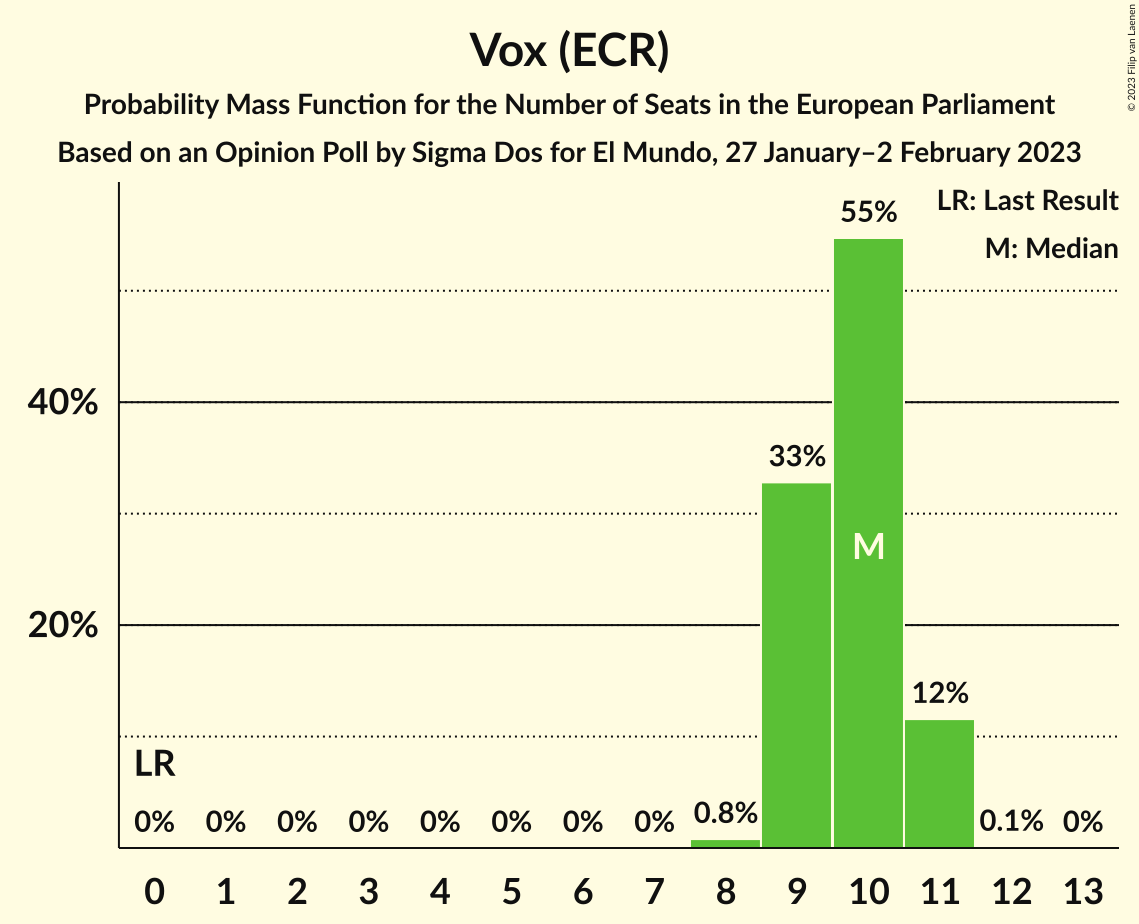 Vox (ECR)
Probability Mass Function for the Number of Seats in the European Parliament
Based on an Opinion Poll by Sigma Dos for El Mundo, 27 January–2 February 2023
© 2023 Filip van Laenen
LR: Last Result
M: Median
55%
40%
33%
M
20%
12%
LR
0% 0% 0% 0% 0% 0% 0% 0% 0.8% 0.1% 0%
0 1 2 3 4 5 6 7 8 9 10 11 12 13